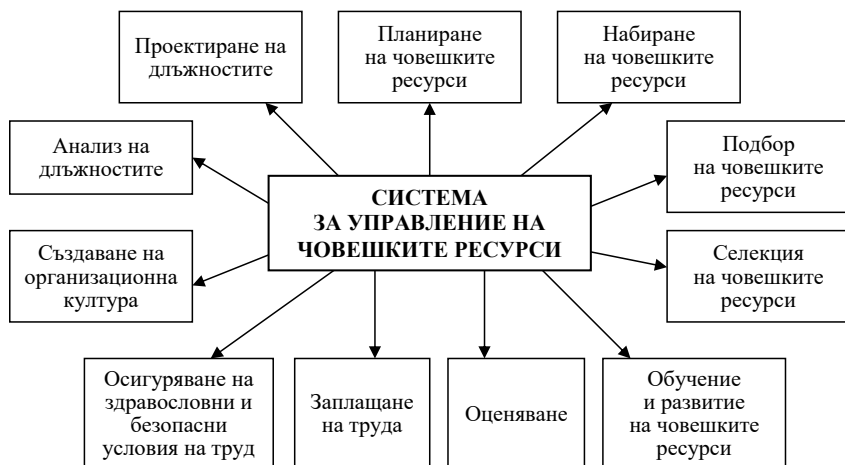 Проектиране на
длъжностите
Планиране
на човешките
ресурси
Набиране
на човешките
ресурси
Анализ на
длъжностите
СИСТЕМА
ЗА УПРАВЛЕНИЕ НА
ЧОВЕШКИТЕ РЕСУРСИ
Подбор
на човешките
ресурси
Създаване на
организационна
култура
Селекция
на човешките
ресурси
Осигуряване на
здравословни и
безопасни
условия на труд
Заплащане
на труда
Оценяване
Обучение
и развитие
на човешките
ресурси